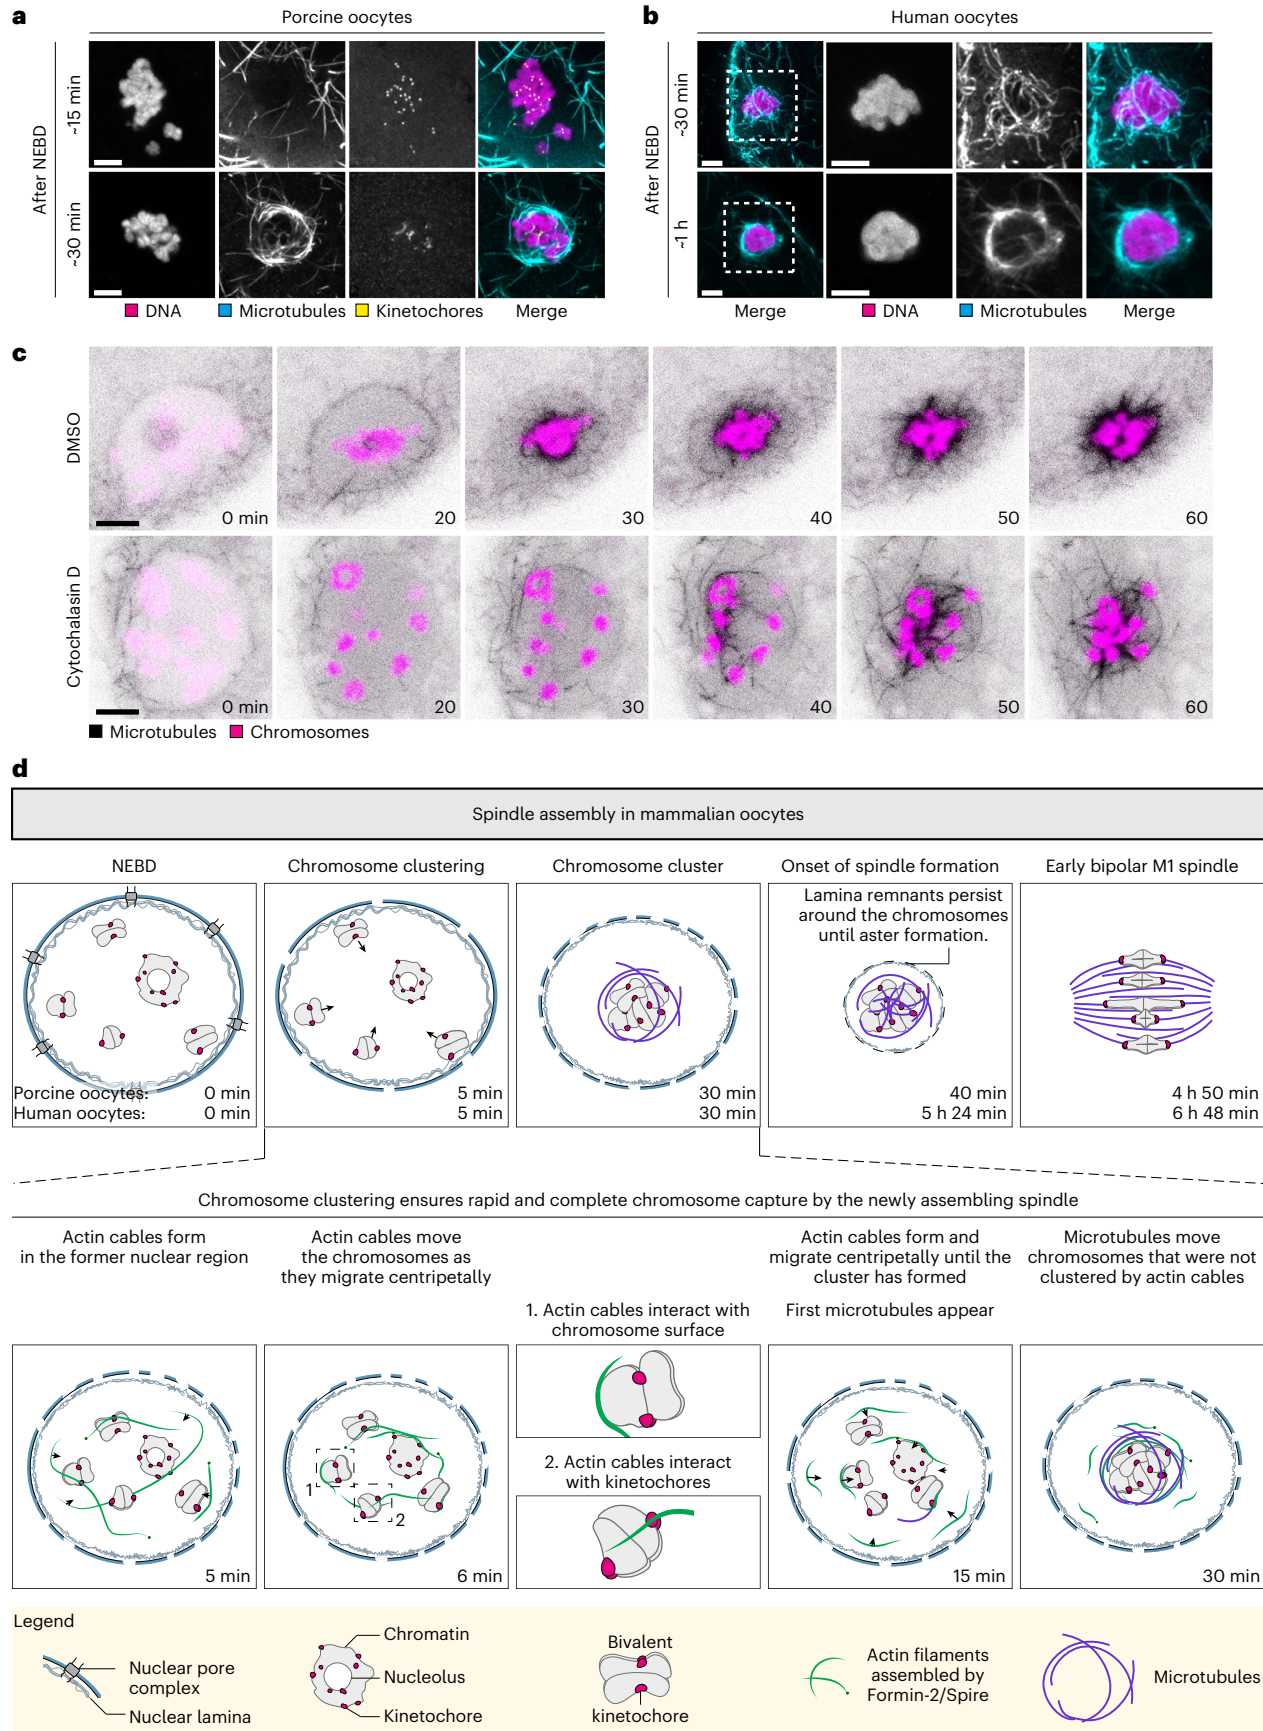 a
Porcine oocytes
After NEBD
~15 min
~30 min
DNA
Microtubules
Kinetochores
Merge
b
Human oocytes
After NEBD
~30 min
~1 h
Merge
DNA
Microtubules
Merge
c
DMSO
0 min
20
30
40
50
60
Cytochalasin D
0 min
20
30
40
50
60
Microtubules
Chromosomes
d
Spindle assembly in mammalian oocytes
NEBD
Chromosome clustering
Chromosome cluster
Onset of spindle formation
Early bipolar M1 spindle
Lamina remnants persist
around the chromosomes
until aster formation.
Porcine oocytes: 0 min
Human oocytes: 0 min
5 min
5 min
30 min
30 min
40 min
5 h 24 min
4 h 50 min
6 h 48 min
Chromosome clustering ensures rapid and complete chromosome capture by the newly assembling spindle
Actin cables form
in the former nuclear region
Actin cables move
the chromosomes as
they migrate centripetally
1. Actin cables interact with
chromosome surface
2. Actin cables interact
with kinetochores
Actin cables form and
migrate centripetally until the
cluster has formed
First microtubules appear
Microtubules move
chromosomes that were not
clustered by actin cables
5 min
1
2
6 min
15 min
30 min
Legend
Nuclear pore
complex
Nuclear lamina
Chromatin
Nucleolus
Kinetochore
Bivalent
kinetochore
Actin filaments
assembled by
Formin-2/Spire
Microtubules